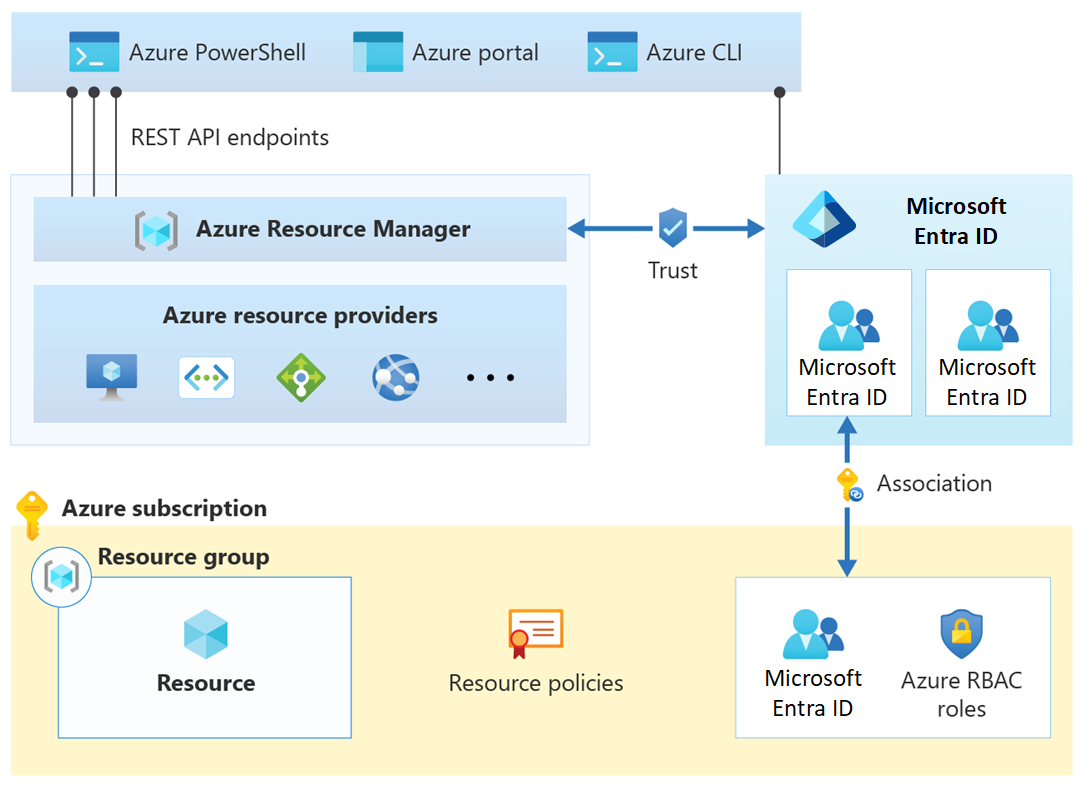 Azure PowerShell
Azure portal
Azure CLI
REST API endpoints
Azure Resource Manager
Trust
Microsoft
Entra ID
Azure resource providers
Microsoft
Entra ID
Microsoft
Entra ID
Association
Azure subscription
Resource group
Resource
Resource policies
Microsoft
Entra ID
Azure RBAC
roles